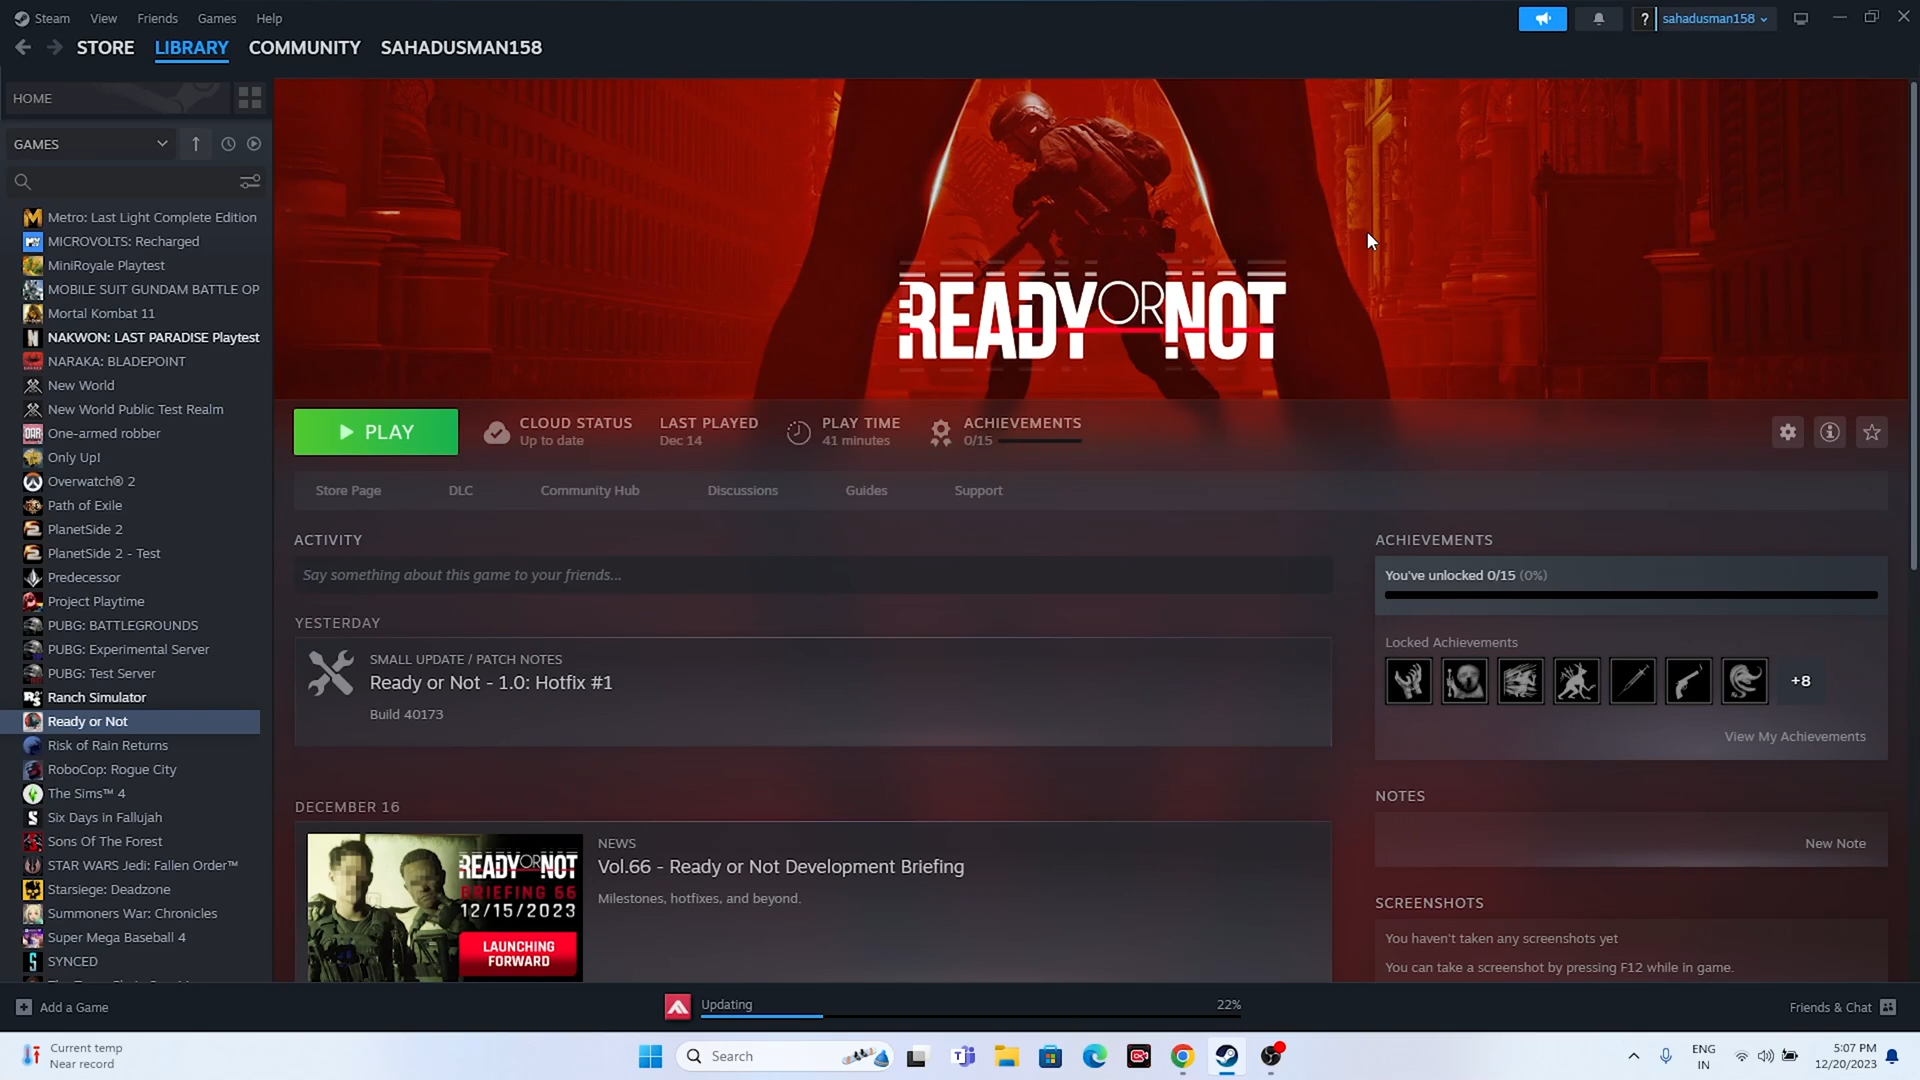 Steam View Friends Games Help
sahadusman158
STORE LIBRARY COMMUNITY SAHADUSMAN158
HOME
GAMES
Metro: Last Light Complete Edition
MICROVOLTS: Recharged
MiniRoyale Playtest
MOBILE SUIT GUNDAM BATTLE OP
Mortal Kombat 11
NAKWON: LAST PARADISE Playtest
NARAKA: BLADEPOINT
New World
New World Public Test Realm
One-armed robber
Only Up!
Overwatch® 2
Path of Exile
PlanetSide 2
PlanetSide 2 - Test
Predecessor
Project Playtime
PUBG: BATTLEGROUNDS
PUBG: Experimental Server
PUBG: Test Server
Ranch Simulator
Ready or Not
Risk of Rain Returns
RoboCop: Rogue City
The Sims™ 4
Six Days in Fallujah
Sons Of The Forest
STAR WARS Jedi: Fallen Order™
Starsiege: Deadzone
Summoners War: Chronicles
Super Mega Baseball 4
SYNCED
READY OR NOT
PLAY
CLOUD STATUS
Up to date
LAST PLAYED
Dec 14
PLAY TIME
41 minutes
ACHIEVEMENTS
0/15
Store Page DLC Community Hub Discussions Guides Support
ACTIVITY
Say something about this game to your friends...
YESTERDAY
SMALL UPDATE / PATCH NOTES
Ready or Not - 1.0: Hotfix #1
Build 40173
DECEMBER 16
READY OR NOT
BRIEFING 66
12/15/2023
LAUNCHING
FORWARD
NEWS
Vol.66 - Ready or Not Development Briefing
Milestones, hotfixes, and beyond.
ACHIEVEMENTS
You've unlocked 0/15 (0%)
Locked Achievements
+8
View My Achievements
NOTES
New Note
SCREENSHOTS
You haven't taken any screenshots yet
You can take a screenshot by pressing F12 while in game.
Add a Game
Updating 22%
Friends & Chat
Current temp
Near record
Search
ENG
IN
5:07 PM
12/20/2023